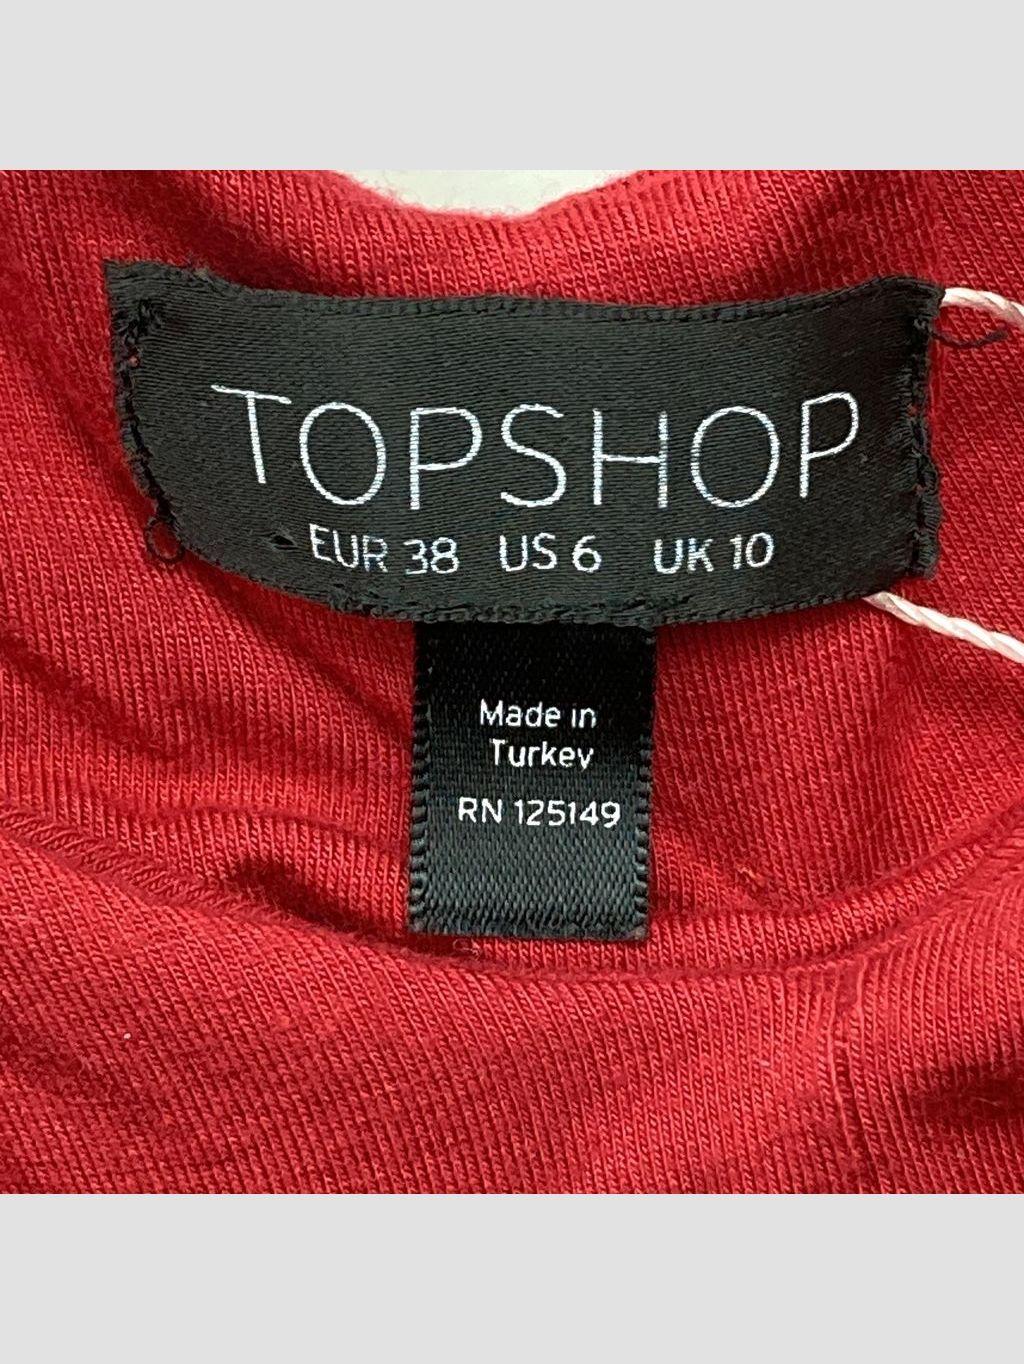 TOPSHOP
EUR 38 US 6 UK 10
Made in
Turkey
RN 125149